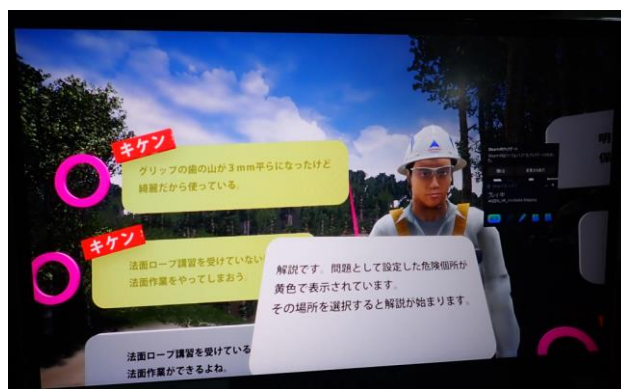 キケン
グリップの歯の山が３mm平らになったけど
綺麗だから使っている。
キケン
法面ロープ講習を受けていない
法面作業をやってしまおう。
解説です。問題として設定した危険個所が
黄色で表示されています。
その場所を選択すると解説が始まります。
法面ロープ講習を受けている
法面作業ができるよね。
明
保